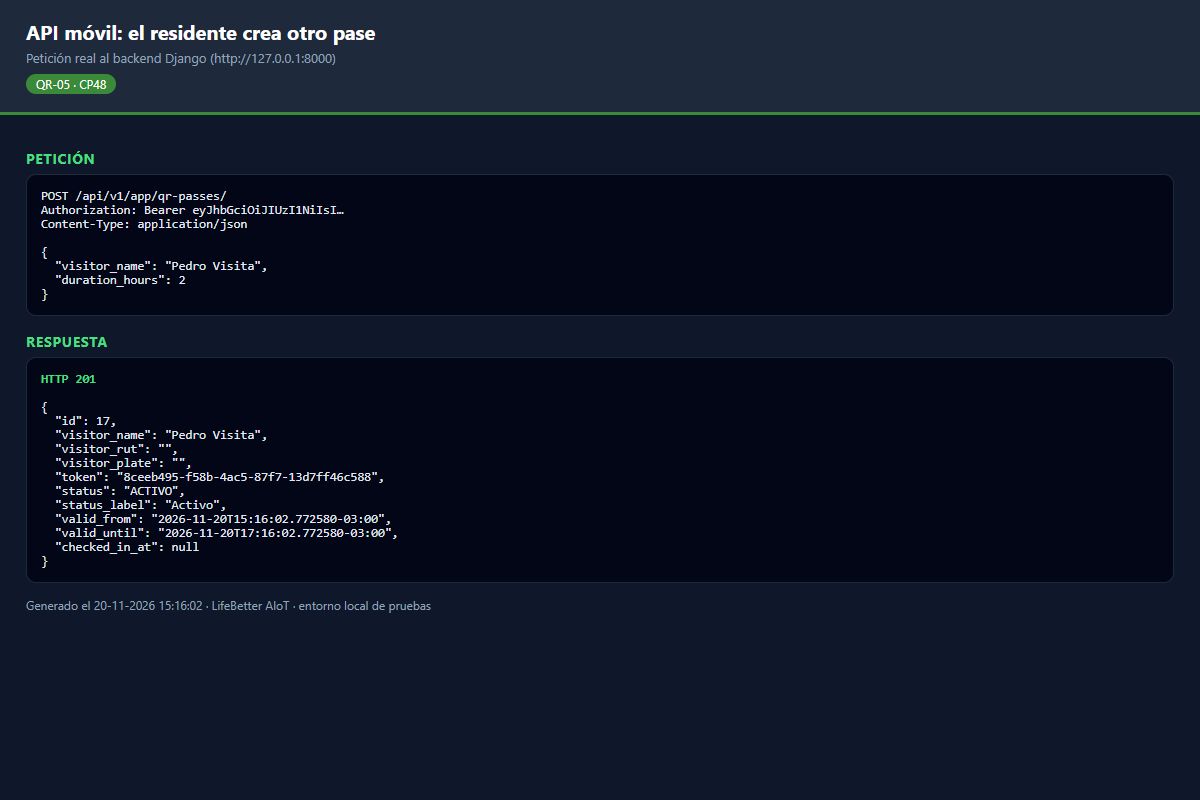 API móvil: el residente crea otro pase
Petición real al backend Django (http://127.0.0.1:8000)
QR-05 · CP48
PETICIÓN
POST /api/v1/app/qr-passes/
Authorization: Bearer eyJhbGciOiJIUzI1NiIsI…
Content-Type: application/json
{
  "visitor_name": "Pedro Visita",
  "duration_hours": 2
}
RESPUESTA
HTTP 201
{
  "id": 17,
  "visitor_name": "Pedro Visita",
  "visitor_rut": "",
  "visitor_plate": "",
  "token": "8ceeb495-f58b-4ac5-87f7-13d7ff46c588",
  "status": "ACTIVO",
  "status_label": "Activo",
  "valid_from": "2026-11-20T15:16:02.772580-03:00",
  "valid_until": "2026-11-20T17:16:02.772580-03:00",
  "checked_in_at": null
}
Generado el 20-11-2026 15:16:02 · LifeBetter AIoT · entorno local de pruebas